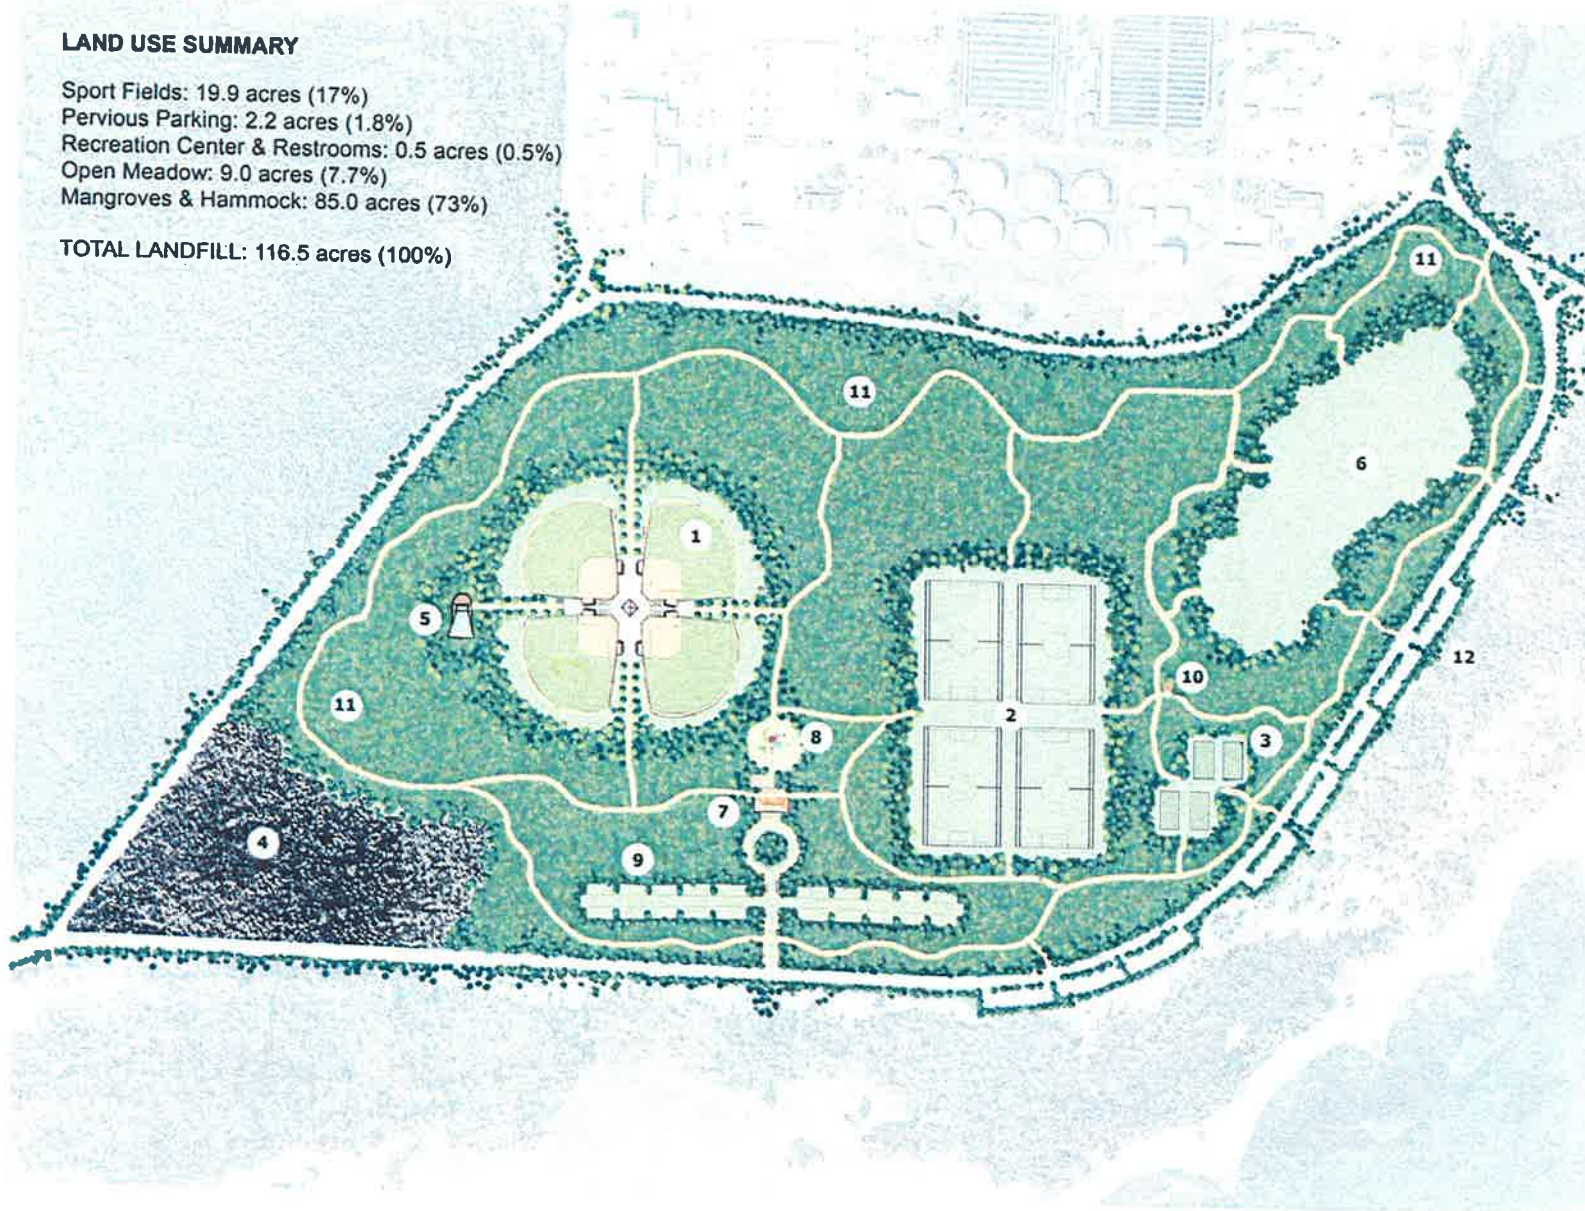 LAND USE SUMMARY
Sport Fields: 19.9 acres (17%)
Pervious Parking: 2.2 acres (1.8%)
Recreation Center & Restrooms: 0.5 acres (0.5%)
Open Meadow: 9.0 acres (7.7%)
Mangroves & Hammock: 85.0 acres (73%)
TOTAL LANDFILL: 116.5 acres (100%)
11
11
6
1
5
12
10
11
2
3
8
7
4
9